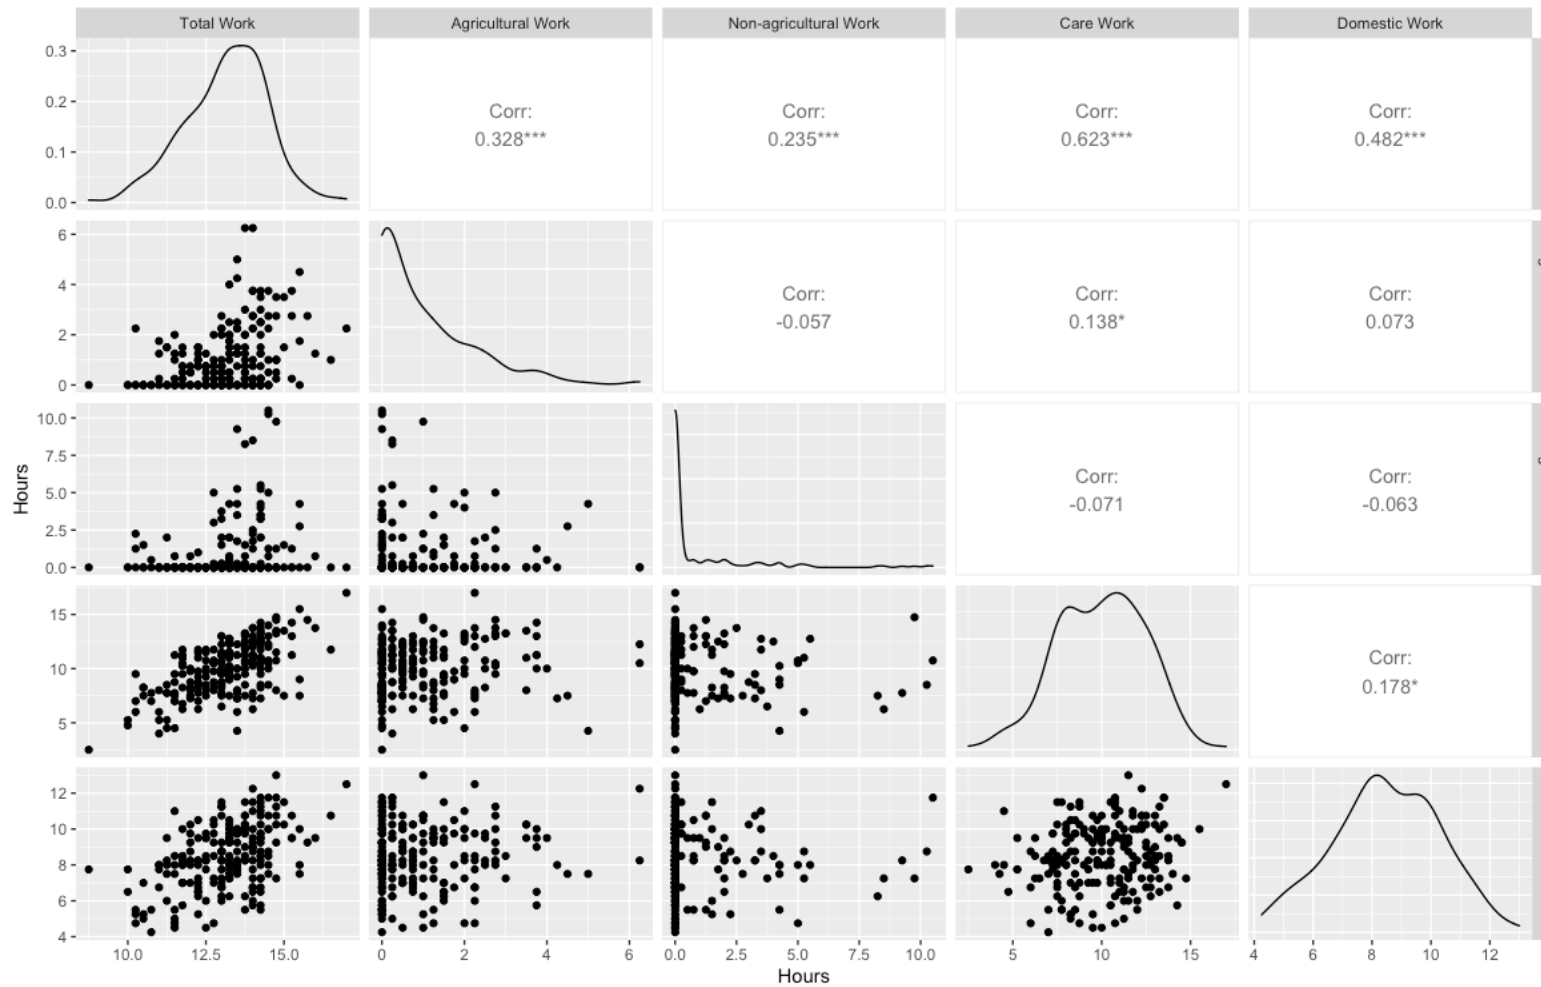 Total Work
Agricultural Work
Non-agricultural Work
Care Work
Domestic Work
0.3
0.2
0.1
0.0
Corr:
0.328***
Corr:
0.235***
Corr:
0.623***
Corr:
0.482***
6
4
2
0
Corr:
-0.057
Corr:
0.138*
Corr:
0.073
10.0
7.5
5.0
2.5
0.0
Corr:
-0.071
Corr:
-0.063
Hours
15
10
5
Corr:
0.178*
12
10
8
6
4
10.0 12.5 15.0
0 2 4 6
0.0 2.5 5.0 7.5 10.0
5 10 15
4 6 8 10 12
Hours